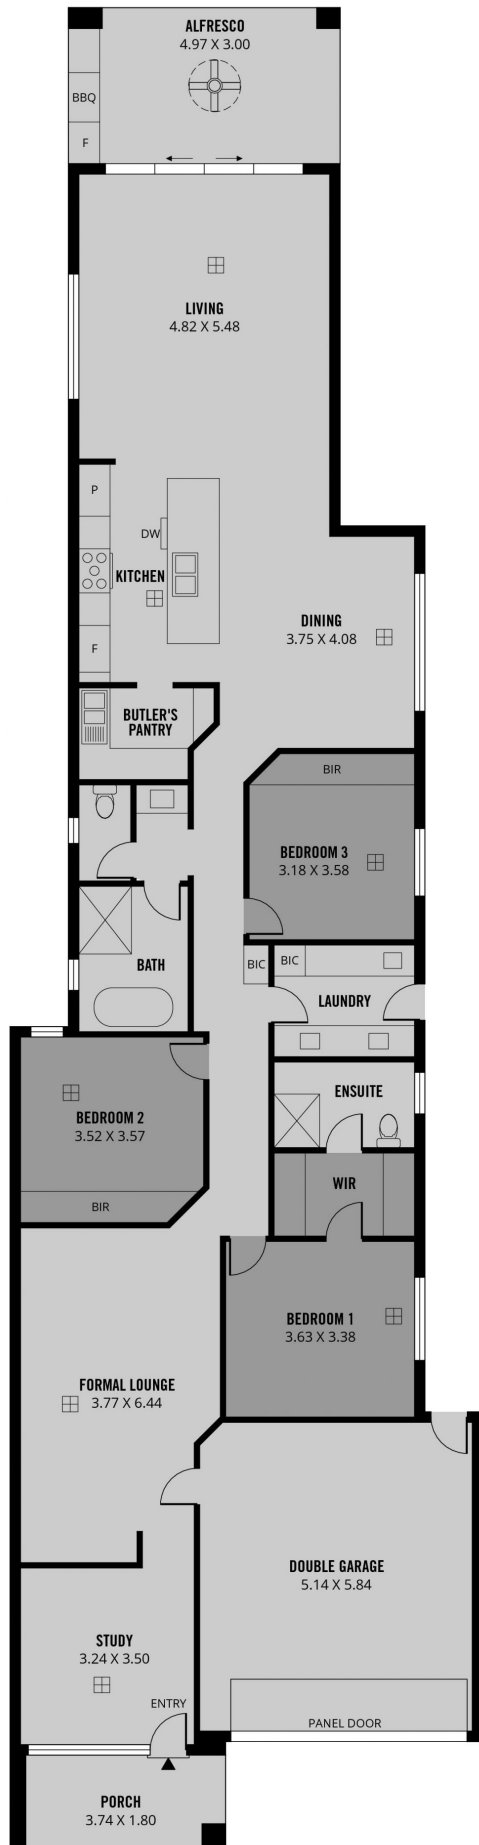 ALFRESCO
4.97 X 3.00
BBQ
F
LIVING
4.82 X 5.48
P
DW
KITCHEN
F
DINING
3.75 X 4.08
BUTLER'S
PANTRY
BIR
BEDROOM 3
3.18 X 3.58
BATH
BIC
BIC
LAUNDRY
ENSUITE
BEDROOM 2
3.52 X 3.57
BIR
WIR
BEDROOM 1
3.63 X 3.38
FORMAL LOUNGE
3.77 X 6.44
DOUBLE GARAGE
5.14 X 5.84
STUDY
3.24 X 3.50
ENTRY
PANEL DOOR
PORCH
3.74 X 1.80